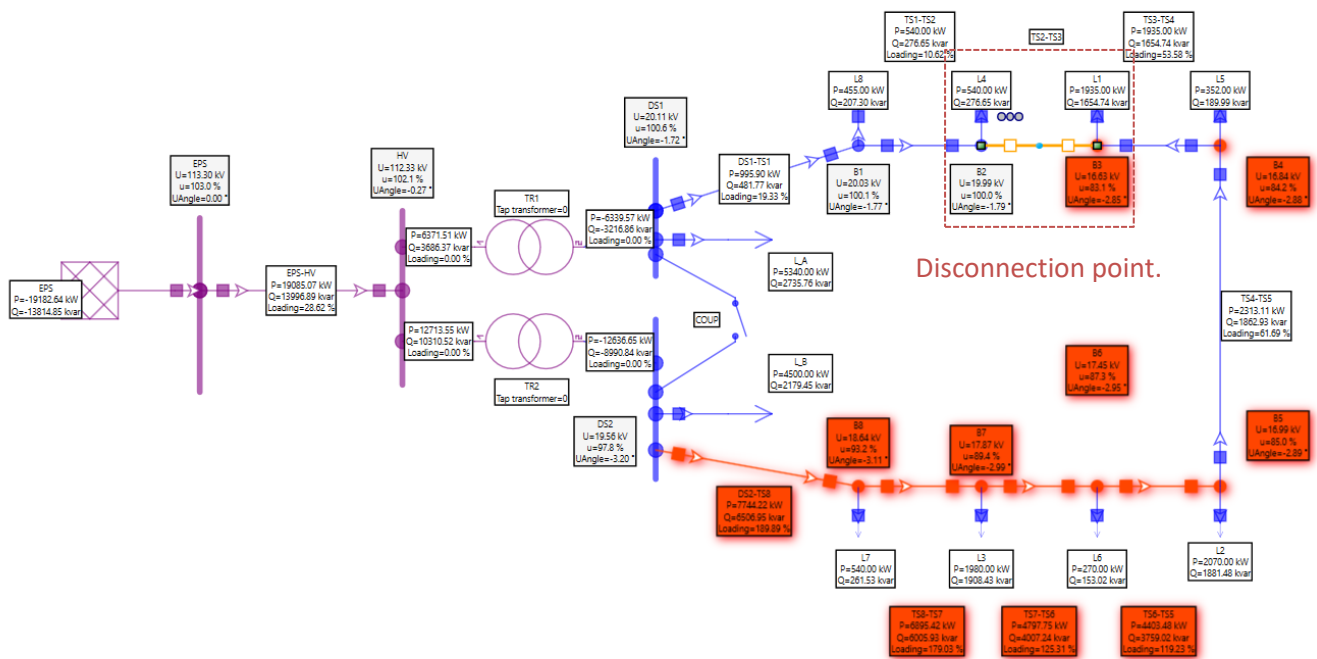 TS1-TS2
P=540.00 kW
Q=276.65 kvar
Loading=10.62 %
TS2-TS3
TS3-TS4
P=1935.00 kW
Q=1654.74 kvar
Loading=53.58 %
L8
P=455.00 kW
Q=207.30 kvar
L4
P=540.00 kW
Q=276.65 kvar
L1
P=1935.00 kW
Q=1654.74 kvar
L5
P=352.00 kW
Q=189.99 kvar
DS1
U=20.11 kV
u=100.6 %
UAngle=-1.72 °
DS1-TS1
P=995.90 kW
Q=481.77 kvar
Loading=19.33 %
B1
U=20.03 kV
u=100.1 %
UAngle=-1.77 °
B2
U=19.99 kV
u=100.0 %
UAngle=-1.79 °
B3
U=16.63 kV
u=83.1 %
UAngle=-2.85 °
B4
U=16.84 kV
u=84.2 %
UAngle=-2.88 °
EPS
U=113.30 kV
u=103.0 %
UAngle=0.00 °
HV
U=112.33 kV
u=102.1 %
UAngle=-0.27 °
TR1
Tap transformer=0
P=6371.51 kW
Q=3686.37 kvar
Loading=0.00 %
1
2
P=-6339.57 kW
Q=-3216.86 kvar
Loading=0.00 %
L_A
P=5340.00 kW
Q=2735.76 kvar
Disconnection point.
EPS
P=-19182.64 kW
Q=-13814.85 kvar
EPS-HV
P=19085.07 kW
Q=13996.89 kvar
Loading=28.62 %
COUP
TS4-TS5
P=2313.11 kW
Q=1862.93 kvar
Loading=61.69 %
P=12713.55 kW
Q=10310.52 kvar
Loading=0.00 %
1
2
P=-12636.65 kW
Q=-8990.84 kvar
Loading=0.00 %
TR2
Tap transformer=0
L_B
P=4500.00 kW
Q=2179.45 kvar
B6
U=17.45 kV
u=87.3 %
UAngle=-2.95 °
DS2
U=19.56 kV
u=97.8 %
UAngle=-3.20 °
B8
U=18.64 kV
u=93.2 %
UAngle=-3.11 °
B7
U=17.87 kV
u=89.4 %
UAngle=-2.99 °
B5
U=16.99 kV
u=85.0 %
UAngle=-2.89 °
DS2-TS8
P=7744.22 kW
Q=6506.95 kvar
Loading=189.89 %
L7
P=540.00 kW
Q=261.53 kvar
L3
P=1980.00 kW
Q=1908.43 kvar
L6
P=270.00 kW
Q=153.02 kvar
L2
P=2070.00 kW
Q=1881.48 kvar
TS8-TS7
P=6895.42 kW
Q=6005.93 kvar
Loading=179.03 %
TS7-TS6
P=4797.75 kW
Q=4007.24 kvar
Loading=125.31 %
TS6-TS5
P=4403.48 kW
Q=3759.02 kvar
Loading=119.23 %